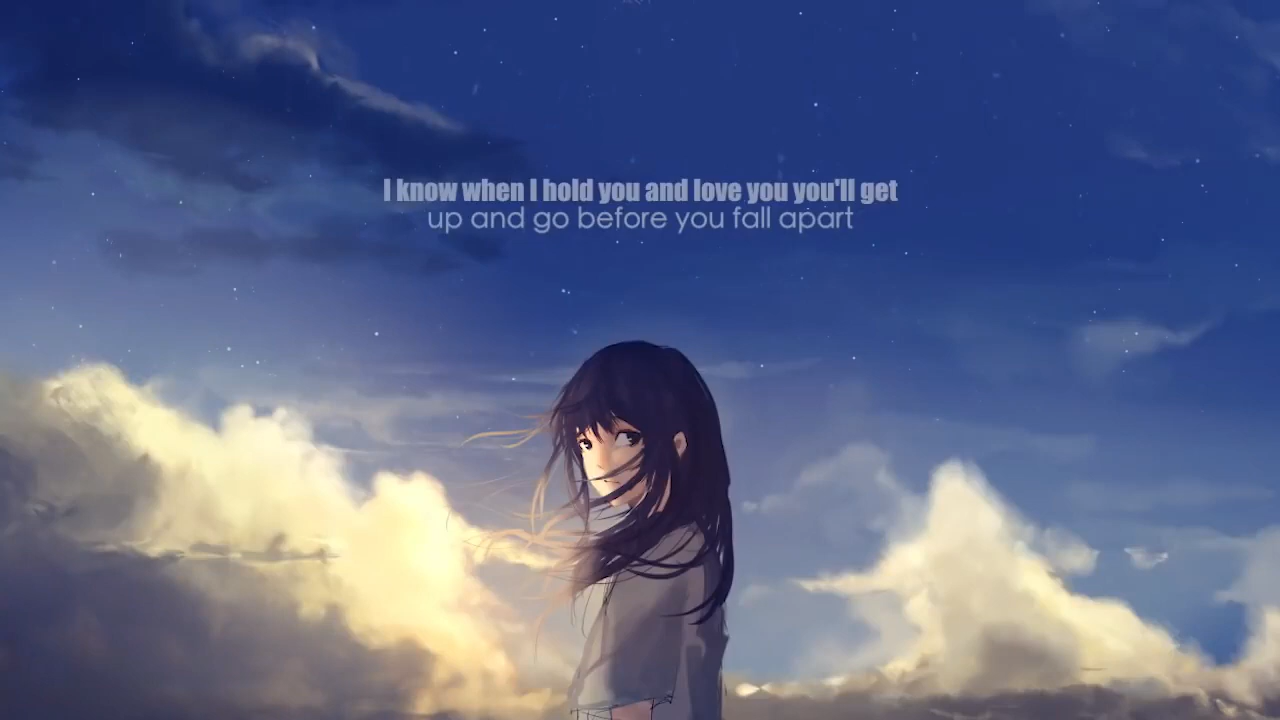 I know when I hold you and love you you'll get
up and go before you fall apart